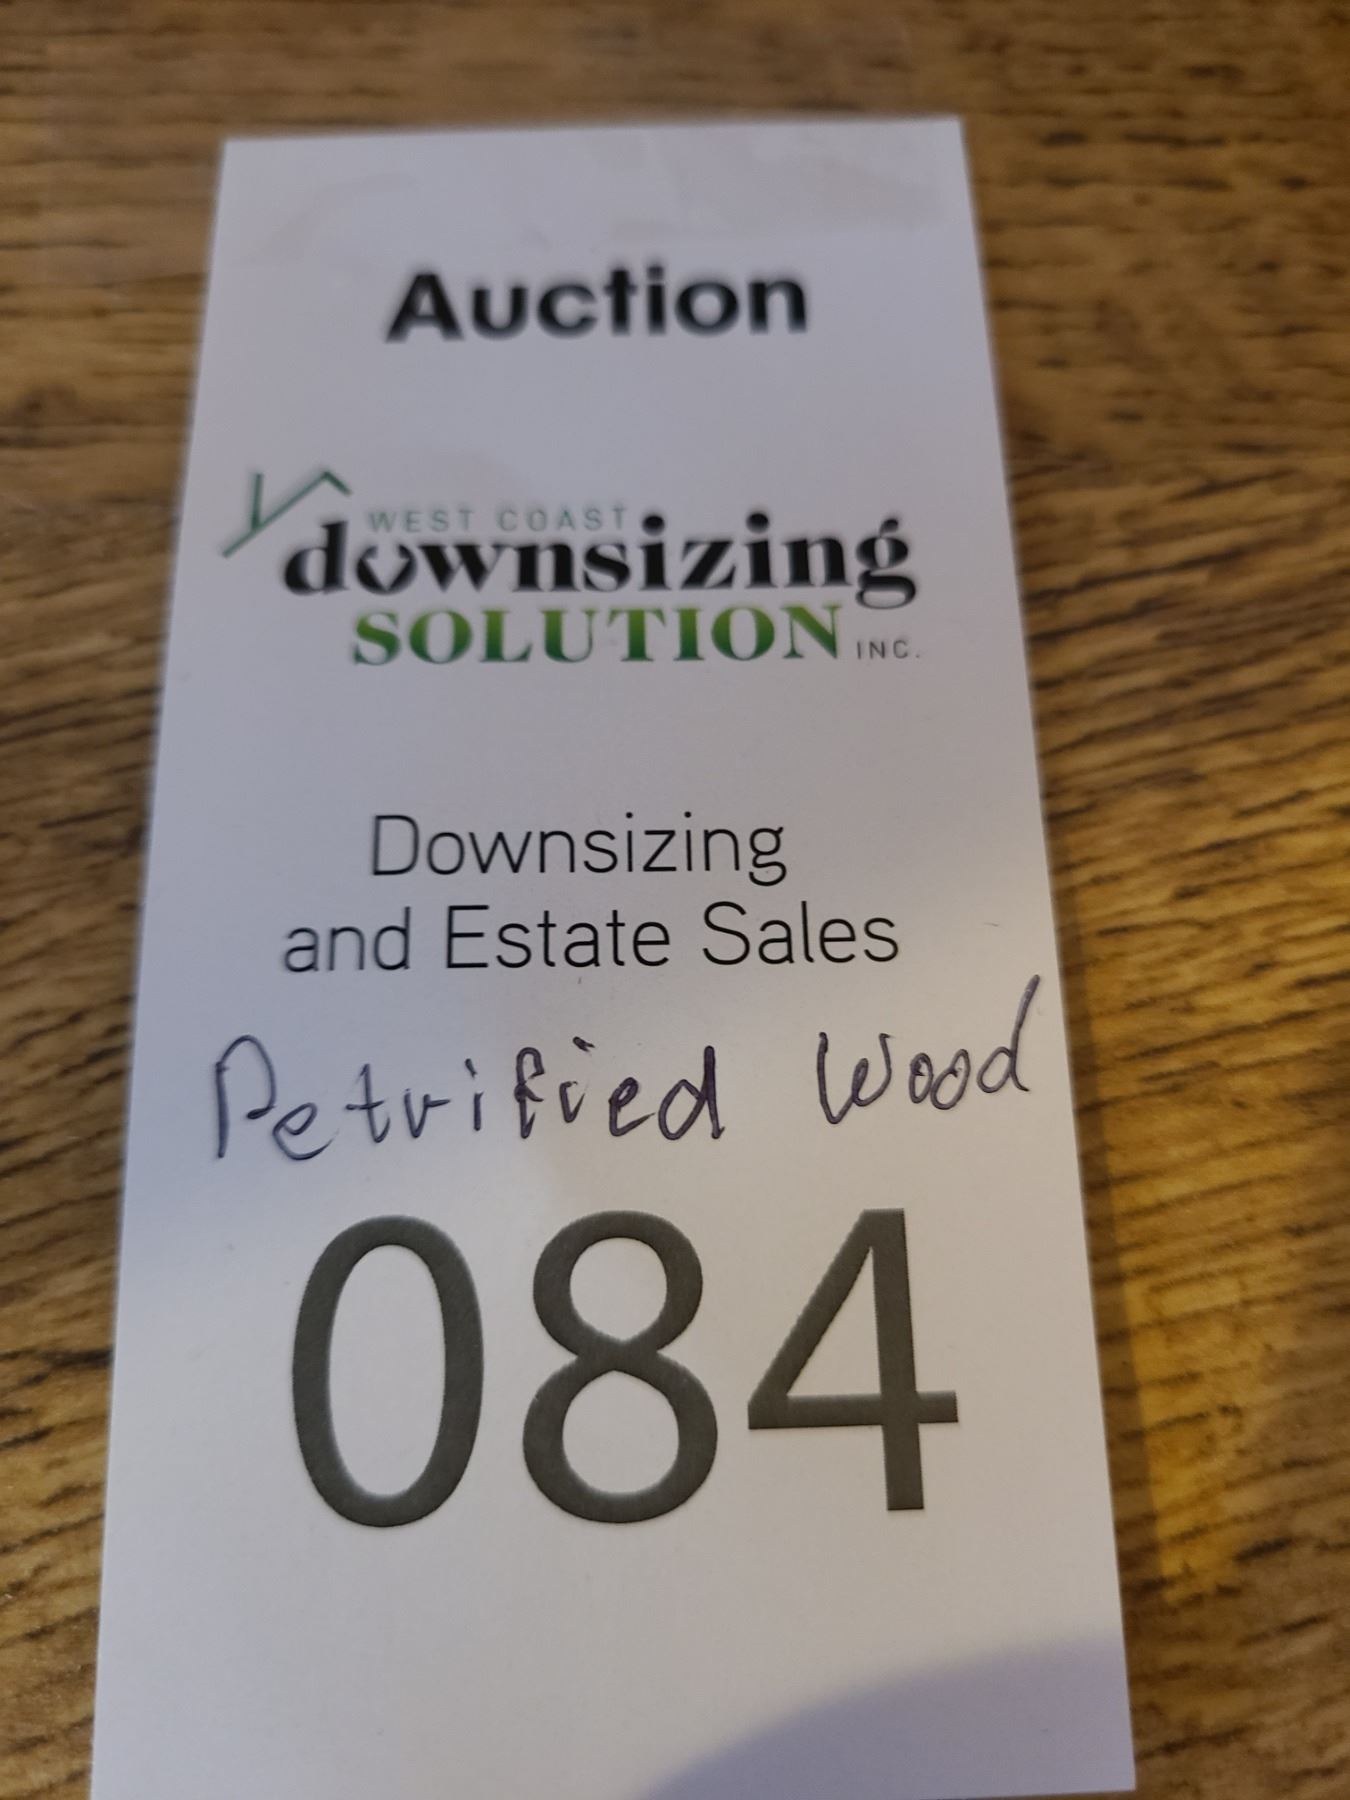 Auction
WEST COAST
downsizing
SOLUTION INC.
Downsizing
and Estate Sales
Petrified Wood
084